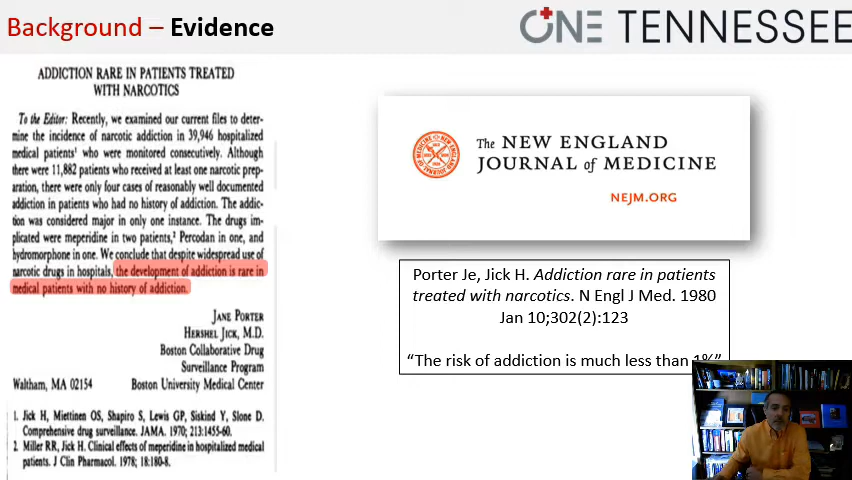 Background – Evidence
ONE TENNESSEE
ADDICTION RARE IN PATIENTS TREATED
WITH NARCOTICS
To the Editor: Recently, we examined our current files to deter-
mine the incidence of narcotic addiction in 39,946 hospitalized
medical patients¹ who were monitored consecutively. Although
there were 11,882 patients who received at least one narcotic prep-
aration, there were only four cases of reasonably well documented
addiction in patients who had no history of addiction. The addic-
tion was considered major in only one instance. The drugs im-
plicated were meperidine in two patients,² Percodan in one, and
hydromorphone in one. We conclude that despite widespread use of
narcotic drugs in hospitals, the development of addiction is rare in
medical patients with no history of addiction.
JANE PORTER
HERSHEL JICK, M.D.
Boston Collaborative Drug
Surveillance Program
Waltham, MA 02154 Boston University Medical Center
1. Jick H, Miettinen OS, Shapiro S, Lewis GP, Siskind V, Slone D.
Comprehensive drug surveillance. JAMA. 1970; 213:1455-60.
2. Miller RR, Jick H. Clinical effects of meperidine in hospitalized medical
patients. J Clin Pharmacol. 1978; 18:180-8.
The NEW ENGLAND
JOURNAL of MEDICINE
NEJM.ORG
Porter Je, Jick H. Addiction rare in patients
treated with narcotics. N Engl J Med. 1980
Jan 10;302(2):123
“The risk of addiction is much less than 1%”